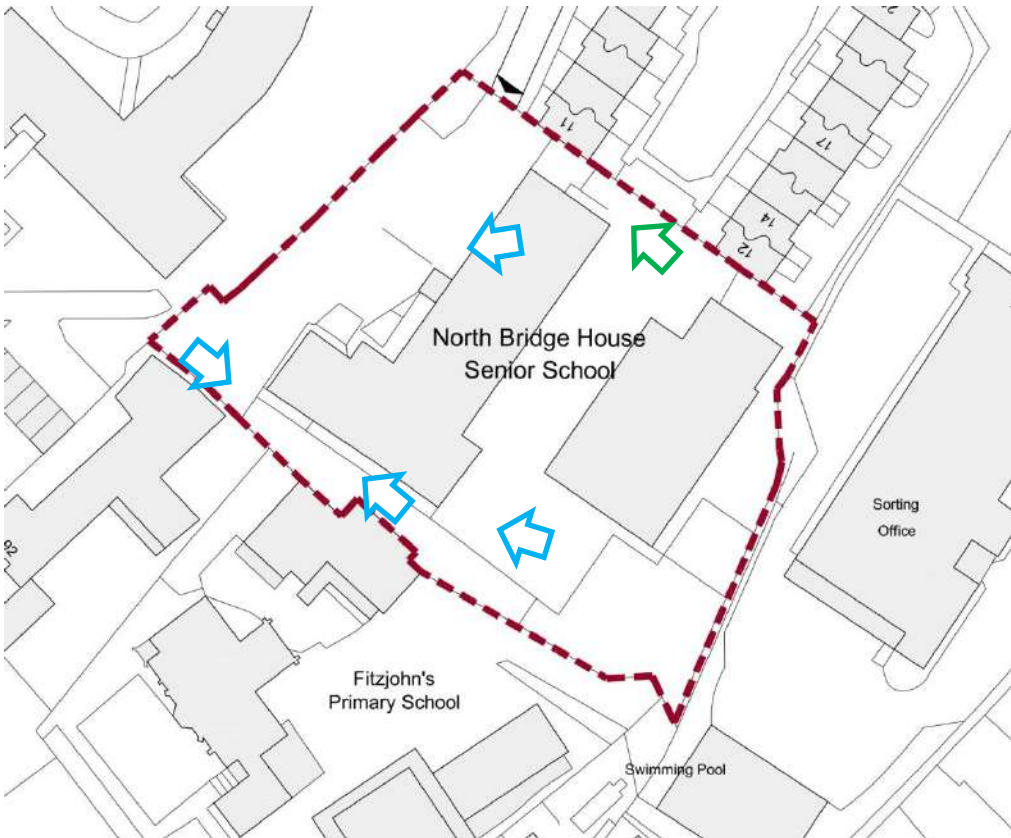 11
17
14
12
North Bridge House
Senior School
Sorting
Office
Fitzjohn's
Primary School
Swimming Pool